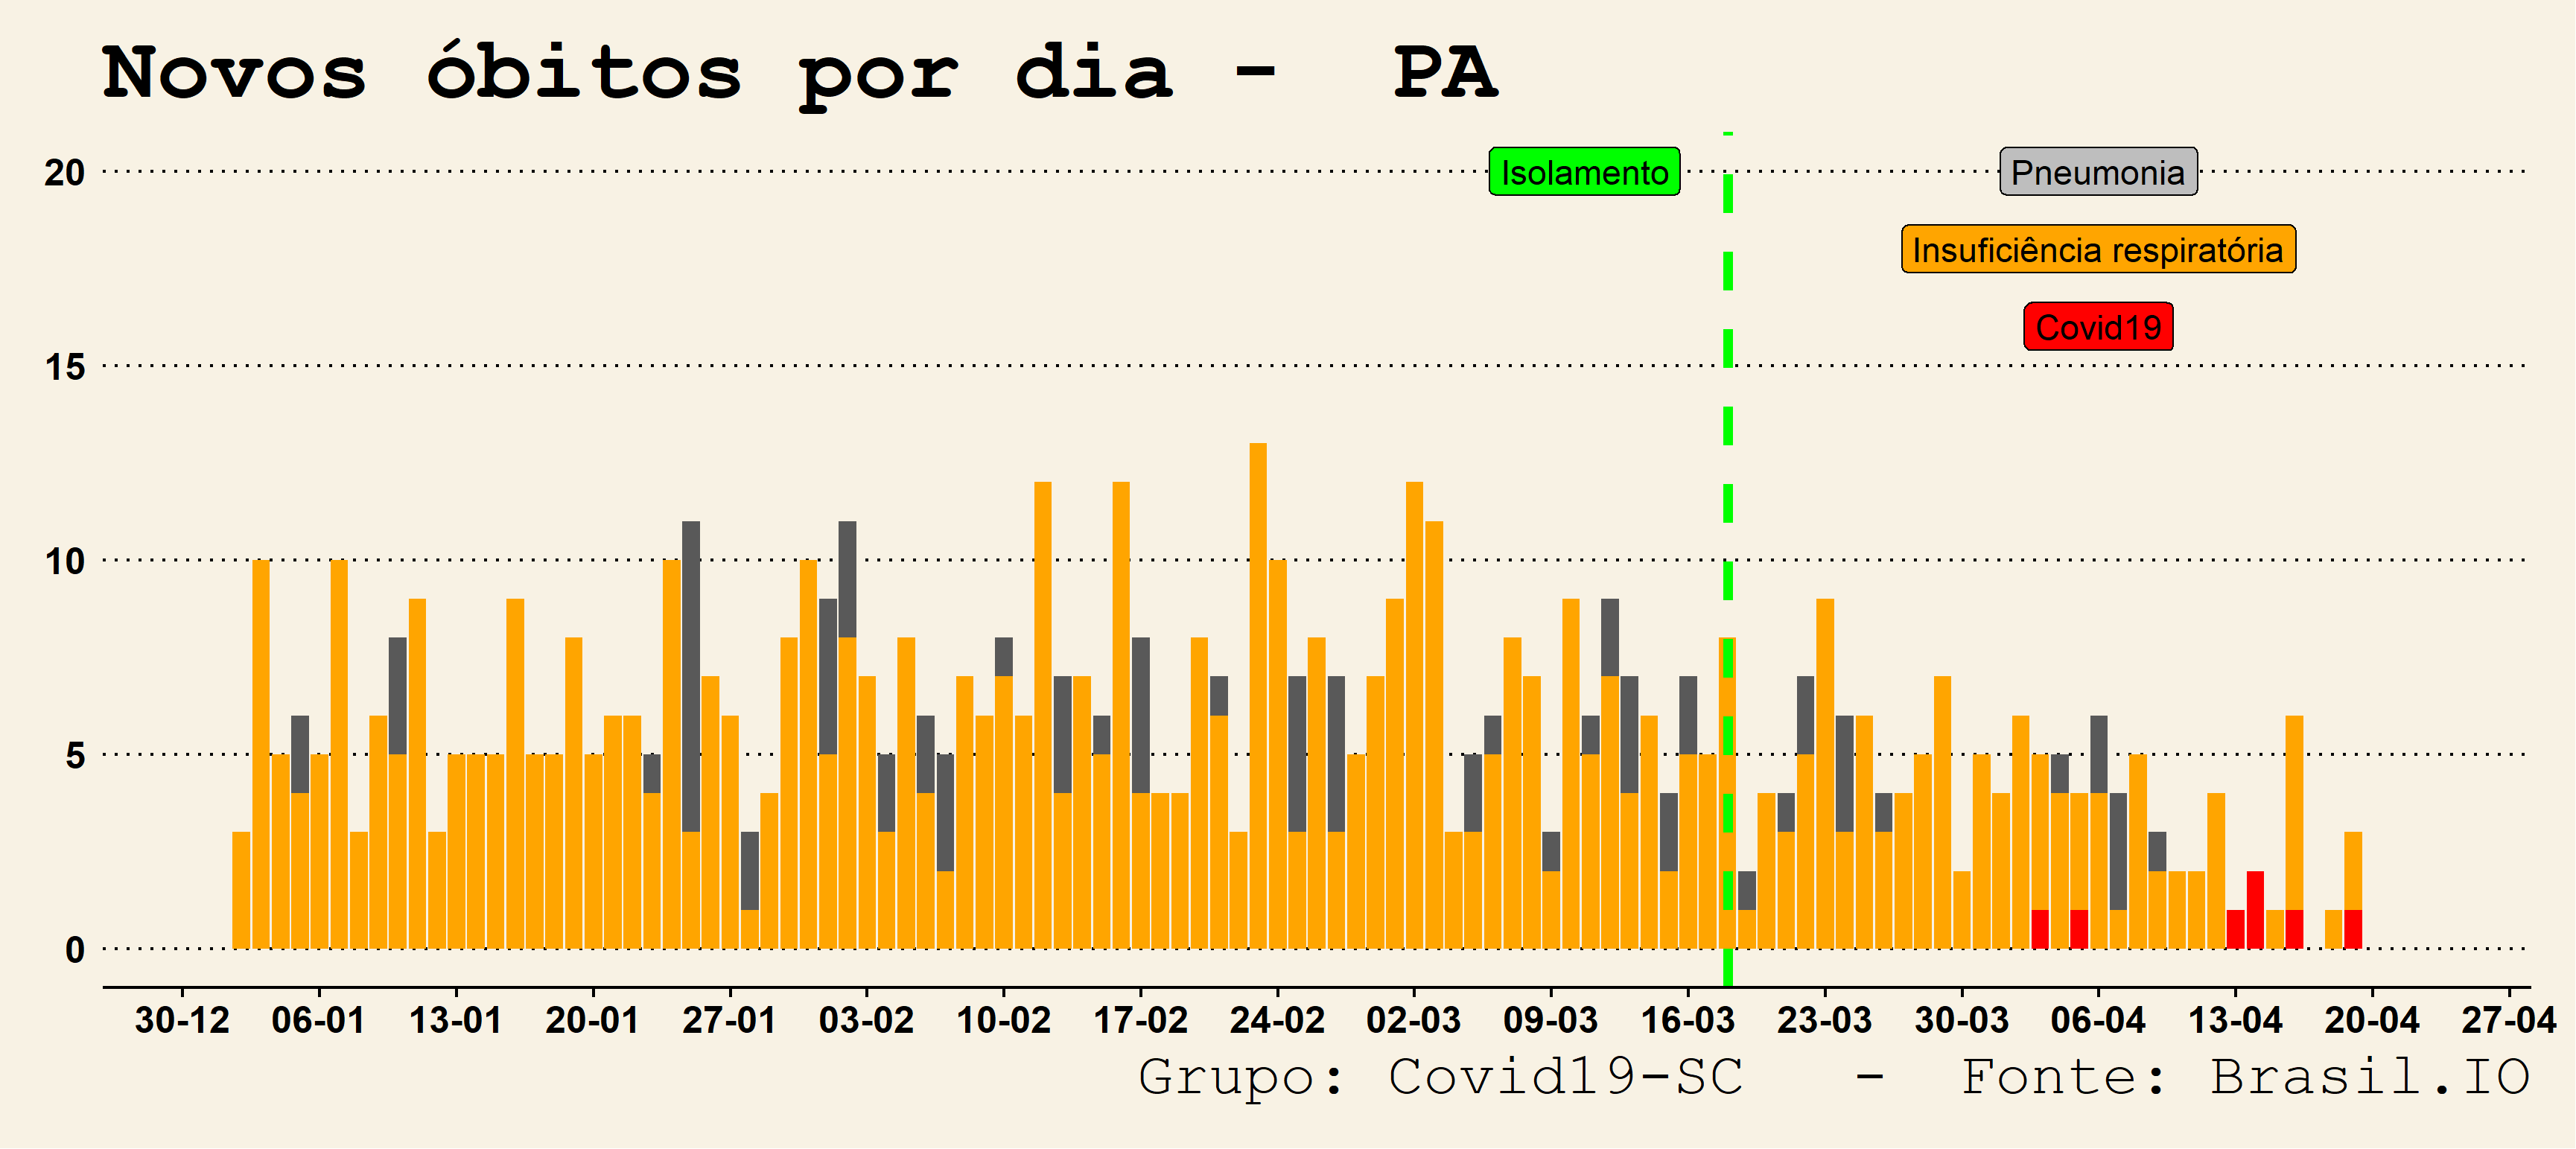 Novos óbitos por dia - PA
20
Isolamento
Pneumonia
Insuficiência respiratória
Covid19
15
10
5
0
30-12 06-01 13-01 20-01 27-01 03-02 10-02 17-02 24-02 02-03 09-03 16-03 23-03 30-03 06-04 13-04 20-04 27-04
Grupo: Covid19-SC - Fonte: Brasil.IO